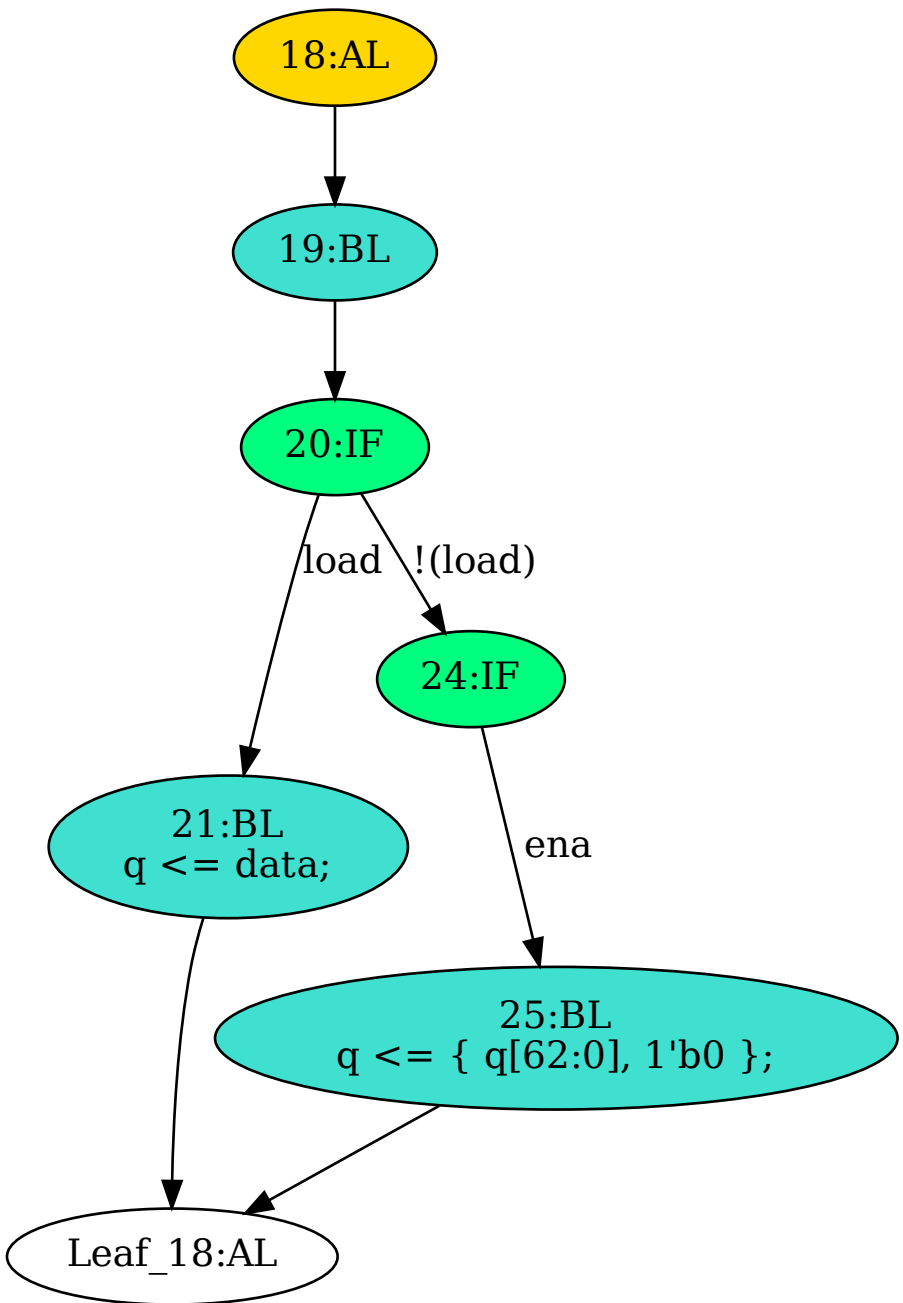 18:AL
19:BL
20:IF
load
!(load)
24:IF
21:BL
q <= data;
ena
25:BL
q <= { q[62:0], 1'b0 };
Leaf_18:AL